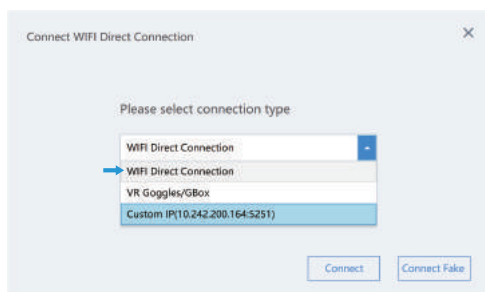 Connect WIFI Direct Connection
Please select connection type
WIFI Direct Connection
WIFI Direct Connection
VR Goggles/GBox
Custom IP(10.242.200.164:5251)
Connect
Connect Fake